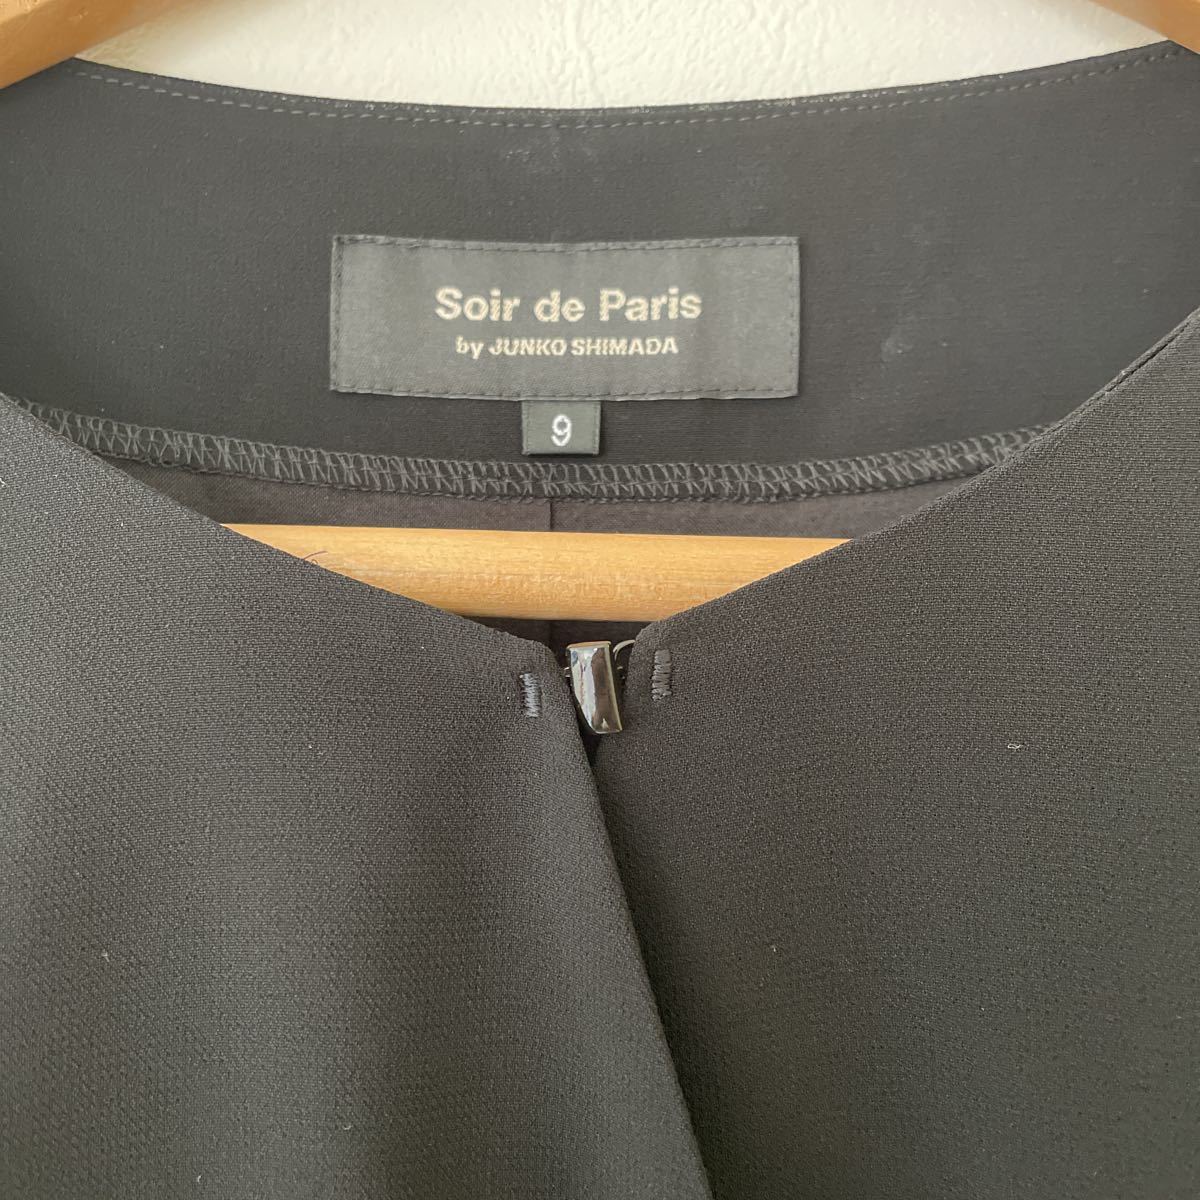 Soir de Paris
by JUNKO SHIMADA
9